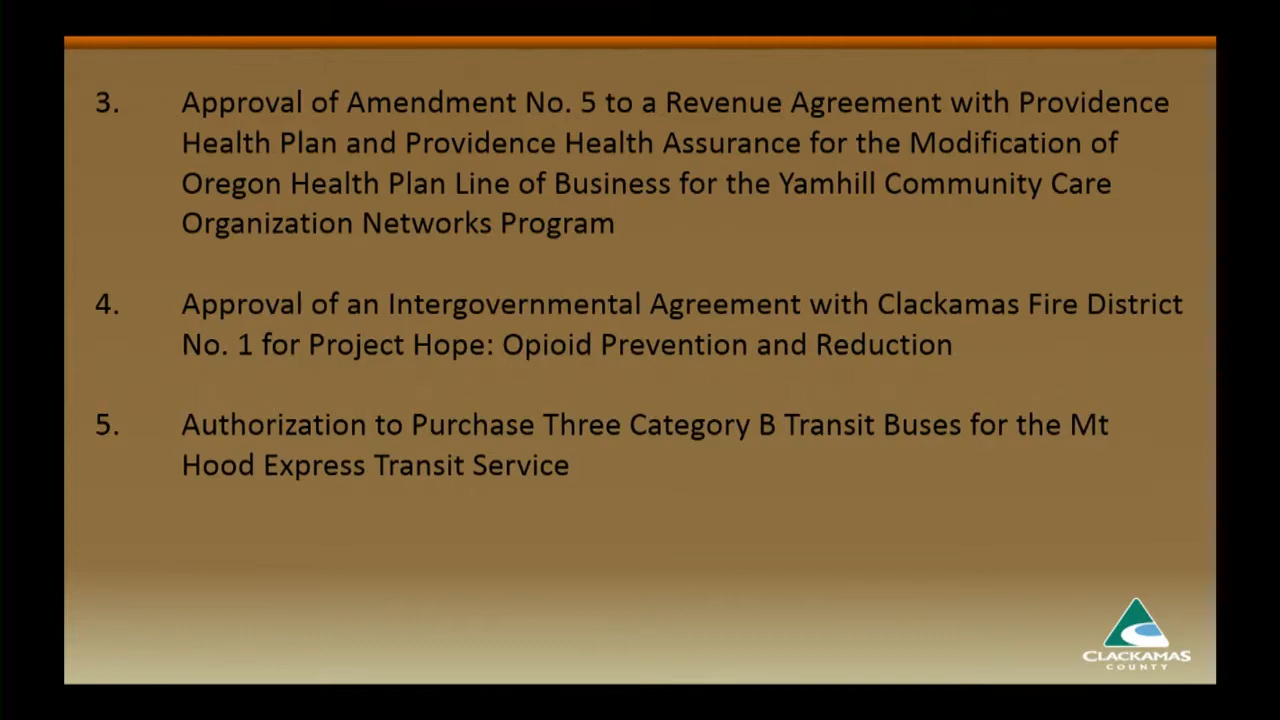 3. Approval of Amendment No. 5 to a Revenue Agreement with Providence
Health Plan and Providence Health Assurance for the Modification of
Oregon Health Plan Line of Business for the Yamhill Community Care
Organization Networks Program
4. Approval of an Intergovernmental Agreement with Clackamas Fire District
No. 1 for Project Hope: Opioid Prevention and Reduction
5. Authorization to Purchase Three Category B Transit Buses for the Mt
Hood Express Transit Service
CLACKAMAS
COUNTY